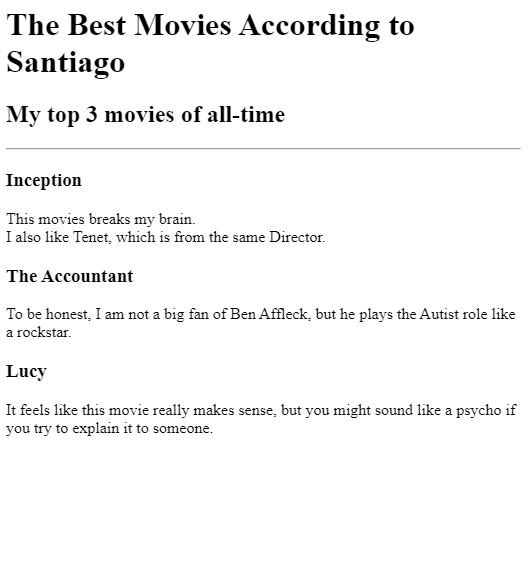 The Best Movies According to
Santiago
My top 3 movies of all-time
Inception
This movies breaks my brain.
I also like Tenet, which is from the same Director.
The Accountant
To be honest, I am not a big fan of Ben Affleck, but he plays the Autist role like
a rockstar.
Lucy
It feels like this movie really makes sense, but you might sound like a psycho if
you try to explain it to someone.